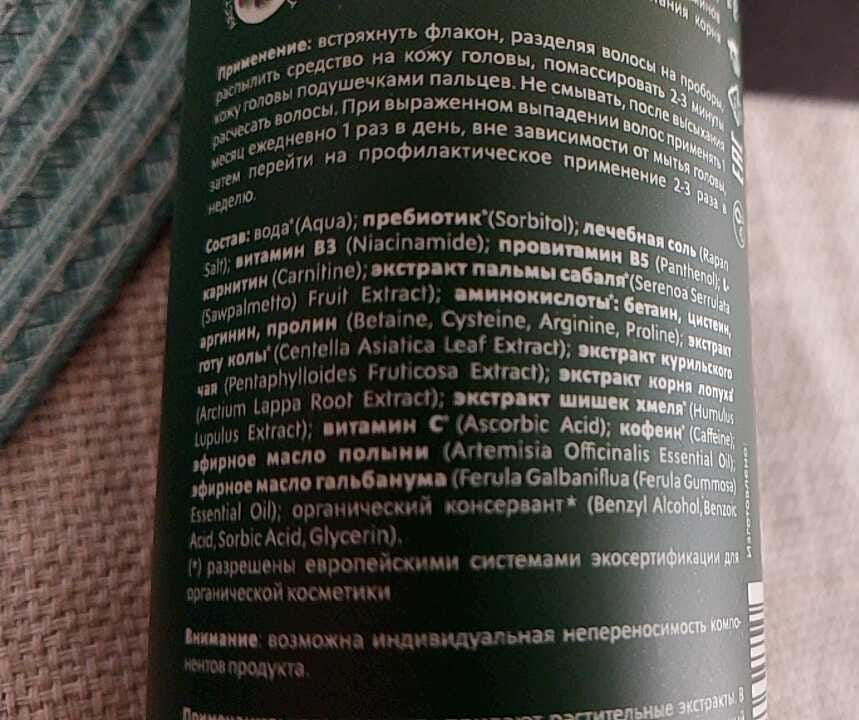 Применение: встряхнуть флакон, разделяя волосы на проборы,
распылить средство на кожу головы, помассировать 2-3 минуты
кожу головы подушечками пальцев. Не смывать, после высыхания
расчесать волосы. При выраженном выпадении волос применять 1
месяц ежедневно 1 раз в день, вне зависимости от мытья головы,
затем перейти на профилактическое применение 2-3 раза в
неделю.
Состав: вода*(Aqua); пребиотик*(Sorbitol); лечебная соль (Rapan
Salt); витамин B3 (Niacinamide); провитамин B5 (Panthenol); L-
карнитин (Carnitine); экстракт пальмы сабаля*(Serenoa Serrulata
(Sawpalmetto) Fruit Extract); аминокислоты*: бетаин, цистеин,
аргинин, пролин (Betaine, Cysteine, Arginine, Proline); экстракт
готу колы*(Centella Asiatica Leaf Extract); экстракт курильского
чая (Pentaphylloides Fruticosa Extract); экстракт корня лопуха*
(Arctium Lappa Root Extract); экстракт шишек хмеля* (Humulus
Lupulus Extract); витамин C* (Ascorbic Acid); кофеин* (Caffeine);
эфирное масло полыни (Artemisia Officinalis Essential Oil);
эфирное масло гальбанума (Ferula Galbaniflua (Ferula Gummosa)
Essential Oil); органический консервант* (Benzyl Alcohol, Benzoic
Acid, Sorbic Acid, Glycerin).
(*) разрешены европейскими системами экосертификации для
органической косметики
Внимание: возможна индивидуальная непереносимость компо-
нентов продукта.
растительные экстракты. В
Изготовлено
EAC